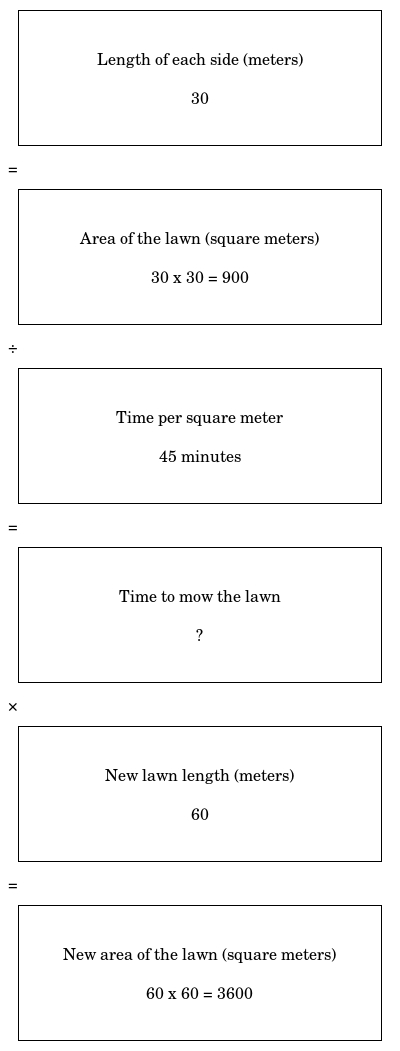 Length of each side (meters)
30
=
Area of the lawn (square meters)
30 x 30 = 900
÷
Time per square meter
45 minutes
=
Time to mow the lawn
?
×
New lawn length (meters)
60
=
New area of the lawn (square meters)
60 x 60 = 3600